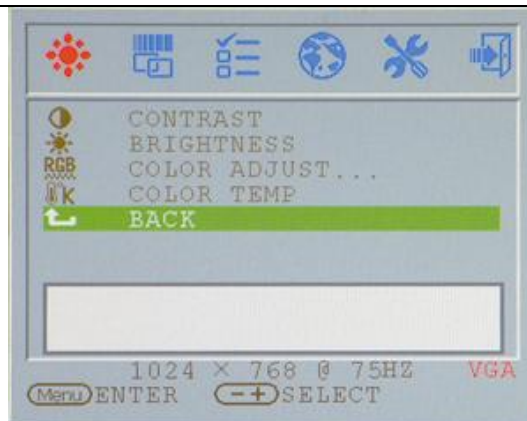 CONTRAST
BRIGHTNESS
RGB COLOR ADJUST...
K COLOR TEMP
BACK
1024 × 768 @ 75HZ VGA
Menu ENTER - + SELECT